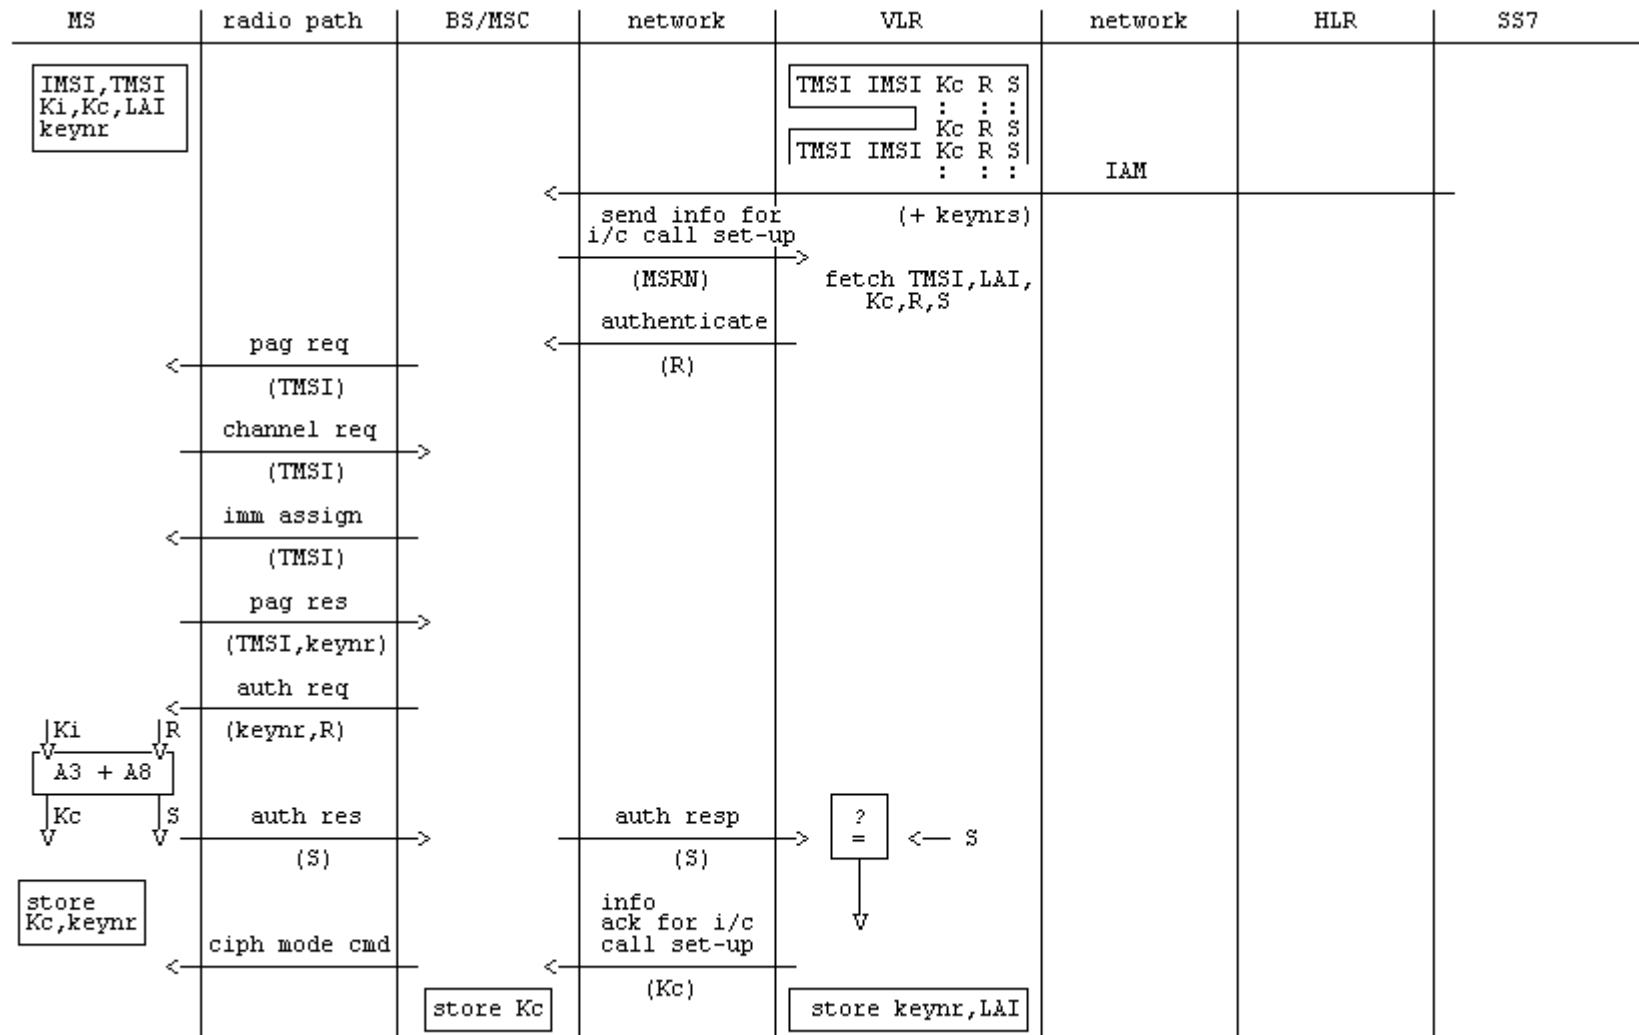 MS radio path BS/MSC network VLR network HLR SS7
IMSI,TMSI
Ki,Kc,LAI
keynr
TMSI IMSI Kc R S
: : :
Kc R S
TMSI IMSI Kc R S
: : :
IAM
(+ keynrs)
send info for
i/c call set-up
(MSRN)
fetch TMSI,LAI,
Kc,R,S
authenticate
(R)
pag req
(TMSI)
channel req
(TMSI)
imm assign
(TMSI)
pag res
(TMSI,keynr)
auth req
(keynr,R)
Ki R
A3 + A8
Kc S
auth res
(S)
auth resp
(S)
?
=
S
store
Kc,keynr
info
ack for i/c
call set-up
(Kc)
ciph mode cmd
store Kc
store keynr,LAI